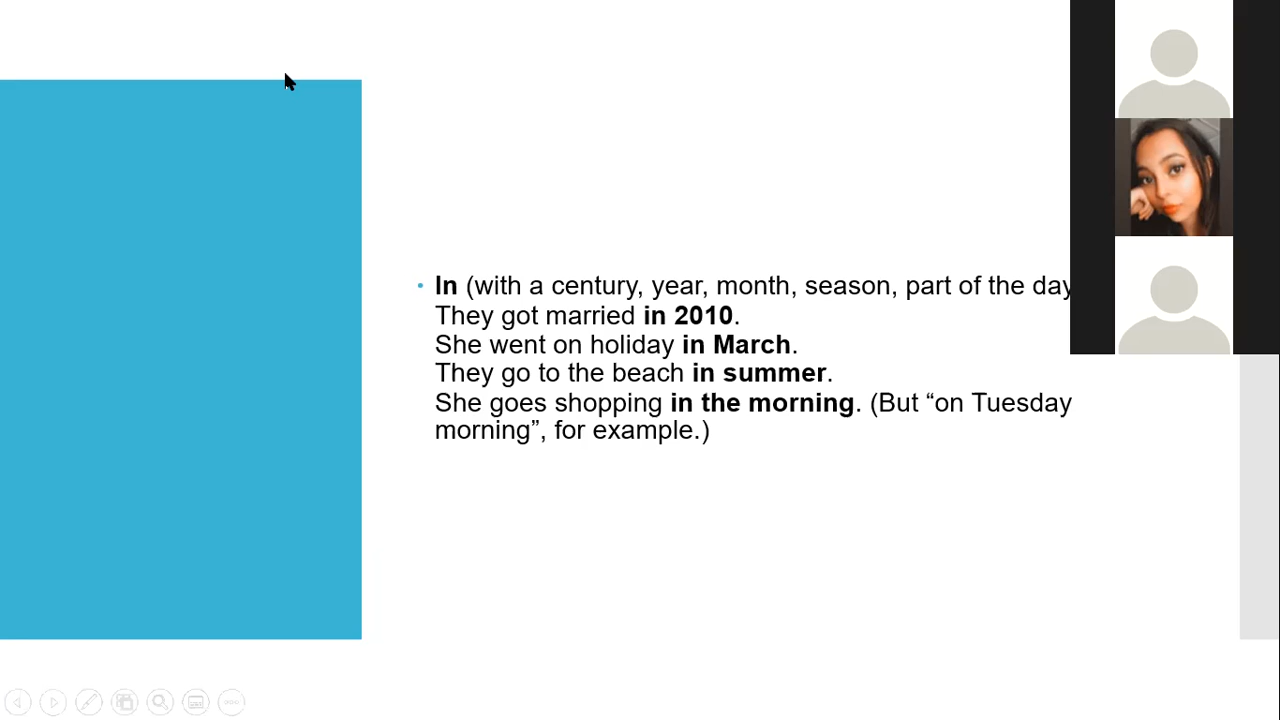 • In (with a century, year, month, season, part of the day
They got married in 2010.
She went on holiday in March.
They go to the beach in summer.
She goes shopping in the morning. (But “on Tuesday
morning”, for example.)